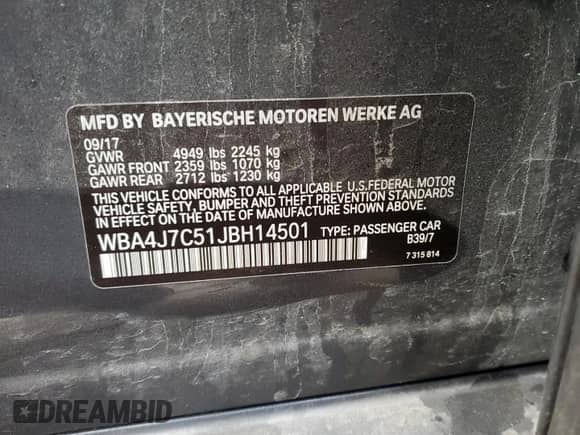 MFD BY BAYERISCHE MOTOREN WERKE AG
09/17
GVWR 4949 lbs 2245 kg
GAWR FRONT 2359 lbs 1070 kg
GAWR REAR 2712 lbs 1230 kg
THIS VEHICLE CONFORMS TO ALL APPLICABLE U.S.FEDERAL MOTOR
VEHICLE SAFETY, BUMPER AND THEFT PREVENTION STANDARDS
IN EFFECT ON THE DATE OF MANUFACTURE SHOWN ABOVE.
WBA4J7C51JBH14501 TYPE: PASSENGER CAR
B39/7
7 315 814
DREAMBID